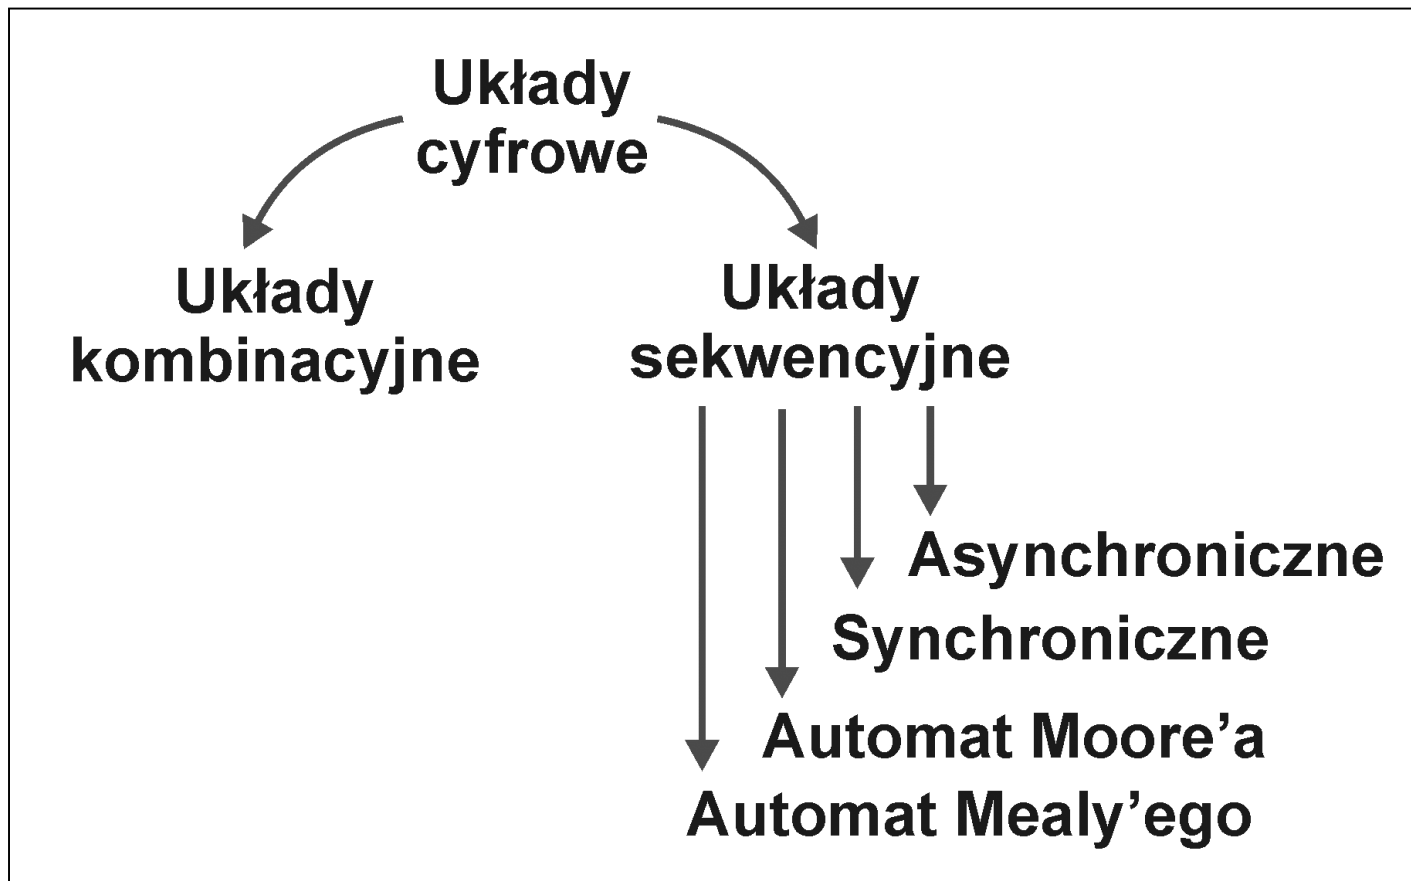 Układy
cyfrowe
Układy
kombinacyjne
Układy
sekwencyjne
Asynchroniczne
Synchroniczne
Automat Moore’a
Automat Mealy’ego